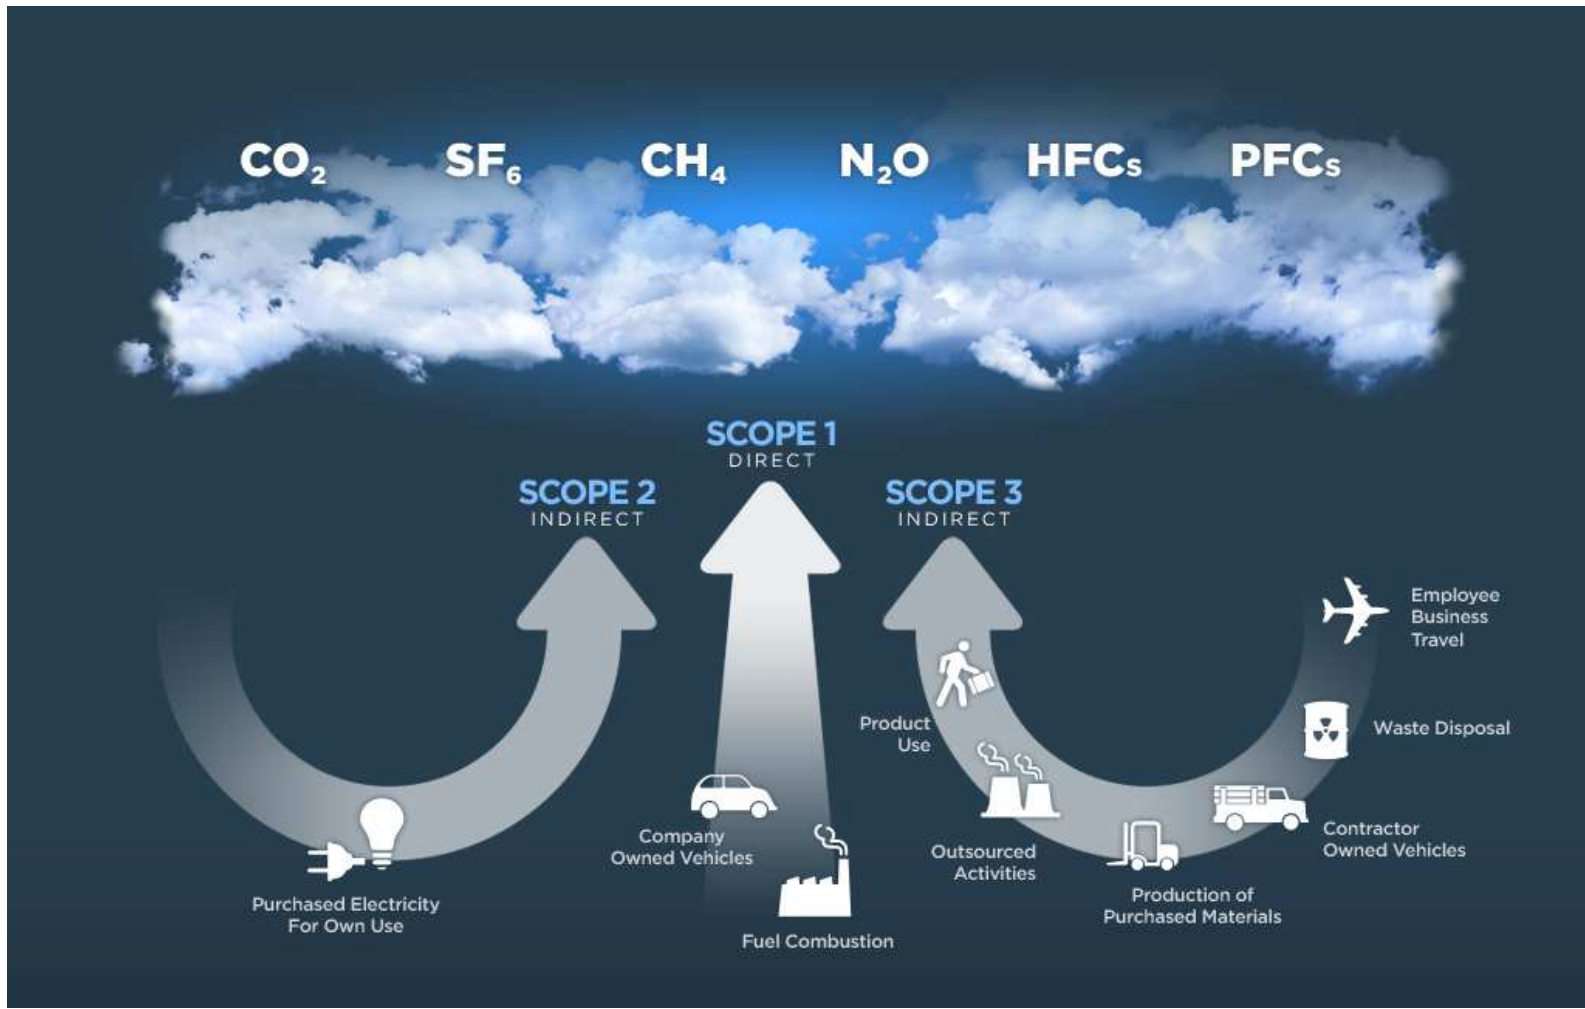 CO₂ SF₆ CH₄ N₂O HFCs PFCs
SCOPE 1
DIRECT
SCOPE 2
INDIRECT
SCOPE 3
INDIRECT
Employee
Business
Travel
Product
Use
Waste Disposal
Company
Owned Vehicles
Outsourced
Activities
Contractor
Owned Vehicles
Purchased Electricity
For Own Use
Production of
Purchased Materials
Fuel Combustion